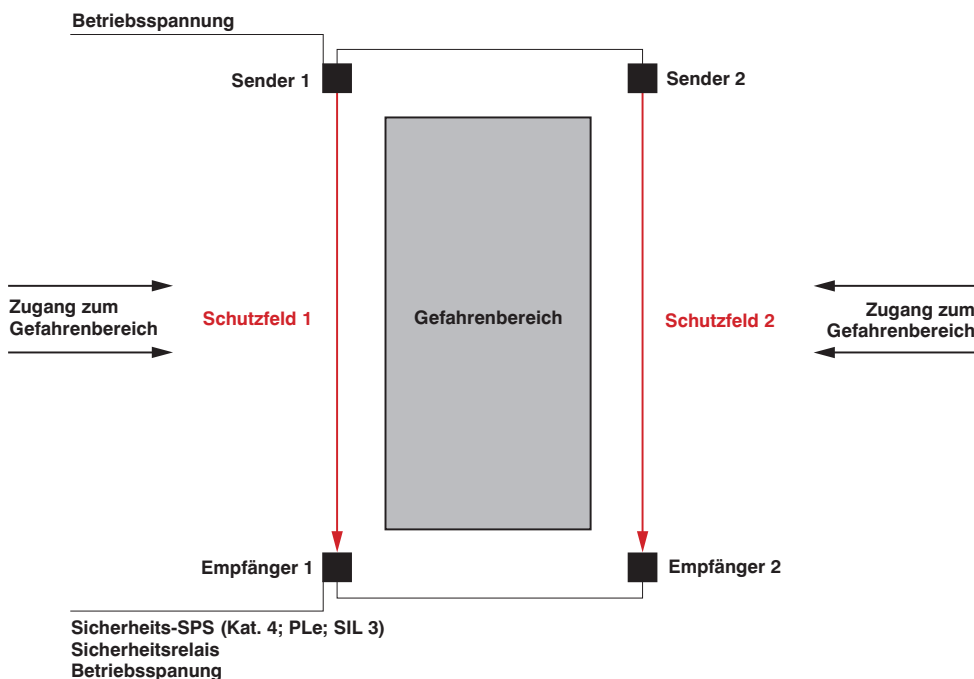 Betriebsspannung
Sender 1
Sender 2
Zugang zum
Gefahrenbereich
Schutzfeld 1
Gefahrenbereich
Schutzfeld 2
Zugang zum
Gefahrenbereich
Empfänger 1
Empfänger 2
Sicherheits-SPS (Kat. 4; PLe; SIL 3)
Sicherheitsrelais
Betriebsspanung